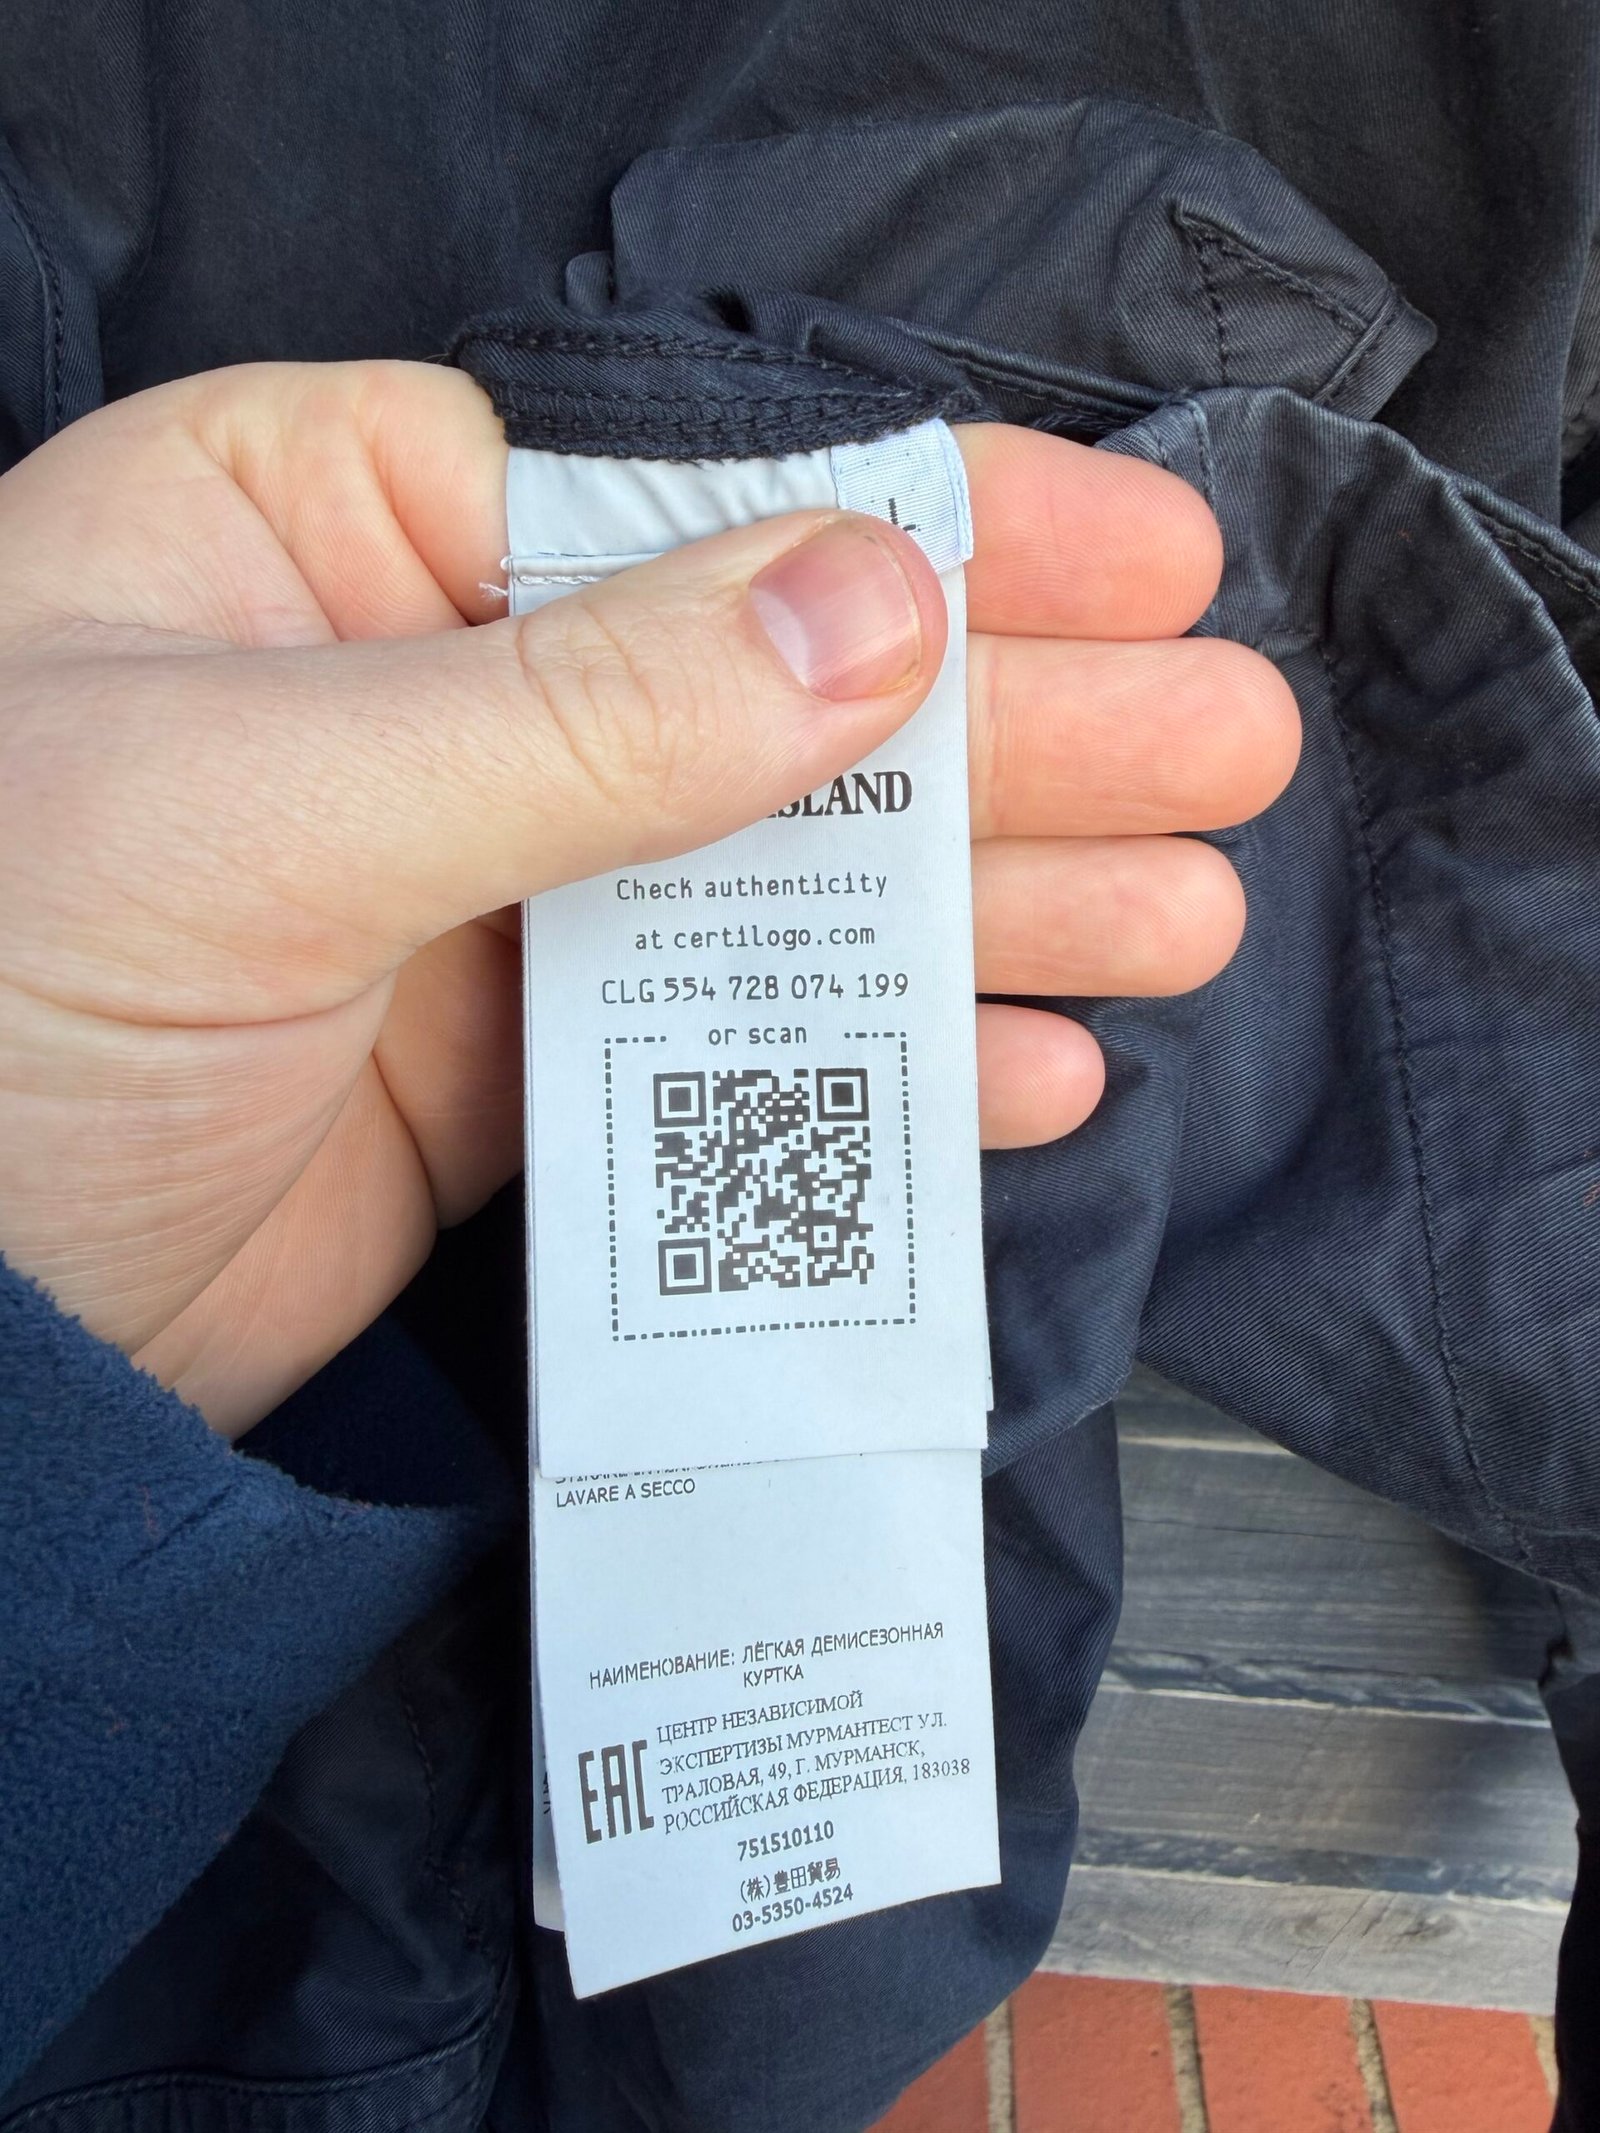 ISLAND
Check authenticity
at certilogo.com
CLG 554 728 074 199
or scan
LAVARE A SECCO
НАИМЕНОВАНИЕ: ЛЁГКАЯ ДЕМИСЕЗОННАЯ
КУРТКА
ЦЕНТР НЕЗАВИСИМОЙ
ЭКСПЕРТИЗЫ МУРМАНТЕСТ УЛ.
ТРАЛОВАЯ, 49, Г. МУРМАНСК,
РОССИЙСКАЯ ФЕДЕРАЦИЯ, 183038
EAC
751510110
(株)豊田貿易
03-5350-4524